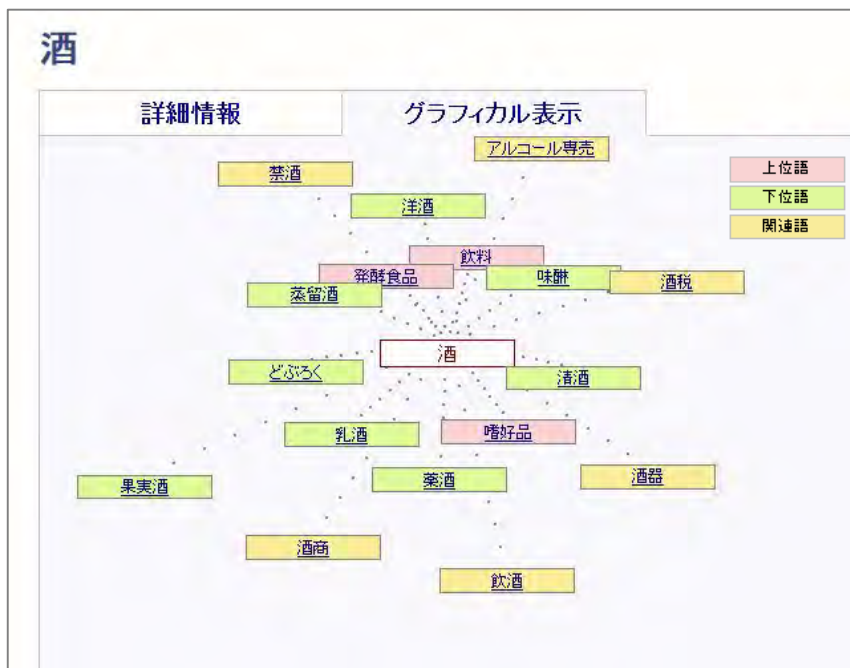 酒
詳細情報
グラフィカル表示
アルコール専売
禁酒
上位語
下位語
関連語
洋酒
飲料
発酵食品
味醂
酒税
蒸留酒
酒
どぶろく
清酒
乳酒
嗜好品
果実酒
薬酒
酒器
酒商
飲酒